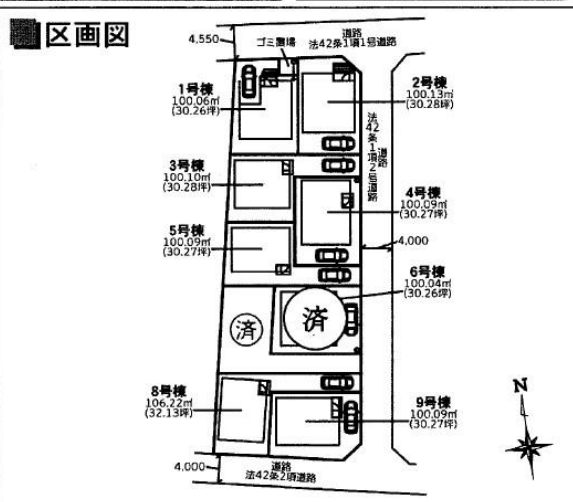 区画図
4,550
道路
法42条1項1号道路
ゴミ置場
1号棟
100.06㎡
(30.26坪)
2号棟
100.13㎡
(30.28坪)
法42条1項2号道路
道路
3号棟
100.10㎡
(30.28坪)
4号棟
100.09㎡
(30.27坪)
5号棟
100.09㎡
(30.27坪)
4,000
6号棟
100.04㎡
(30.26坪)
済
済
8号棟
106.22㎡
(32.13坪)
9号棟
100.09㎡
(30.27坪)
N
4,000
道路
法42条2項道路